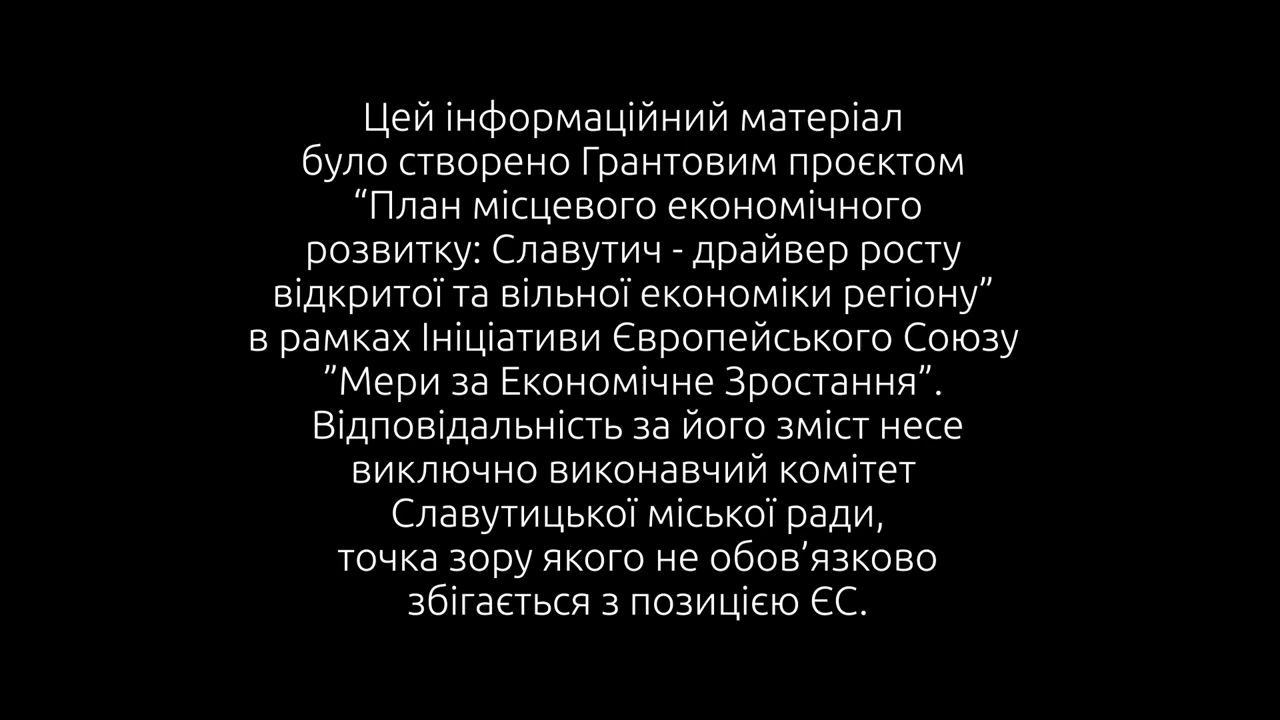 Цей інформаційний матеріал
було створено Грантовим проєктом
“План місцевого економічного
розвитку: Славутич - драйвер росту
відкритої та вільної економіки регіону”
в рамках Ініціативи Європейського Союзу
”Мери за Економічне Зростання”.
Відповідальність за його зміст несе
виключно виконавчий комітет
Славутицької міської ради,
точка зору якого не обов’язково
збігається з позицією ЄС.